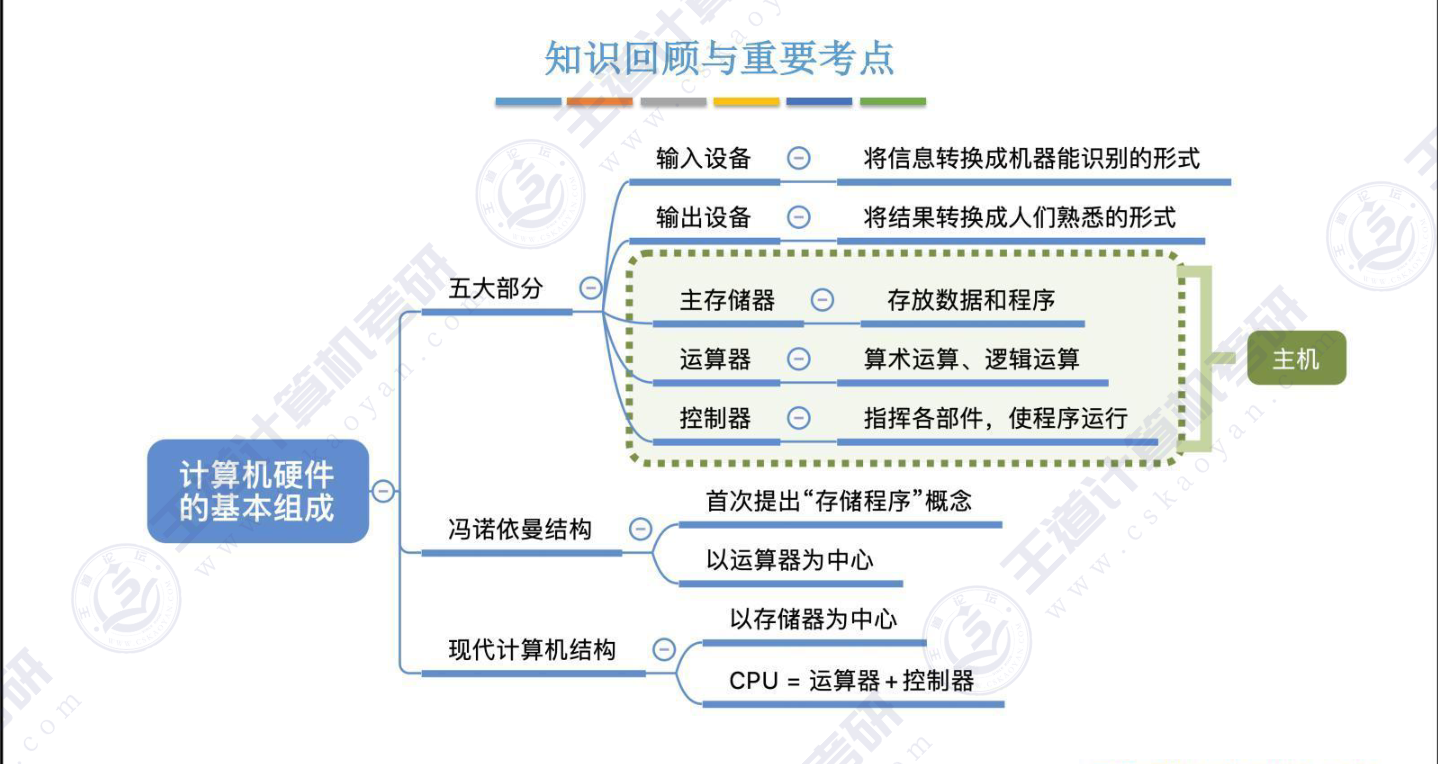 知识回顾与重要考点
输入设备
将信息转换成机器能识别的形式
输出设备
将结果转换成人们熟悉的形式
五大部分
主存储器
存放数据和程序
运算器
算术运算、逻辑运算
主机
控制器
指挥各部件，使程序运行
计算机硬件
的基本组成
冯诺依曼结构
首次提出“存储程序”概念
以运算器为中心
现代计算机结构
以存储器为中心
CPU = 运算器+控制器
王道计算机考研
www.cskaoyan.com